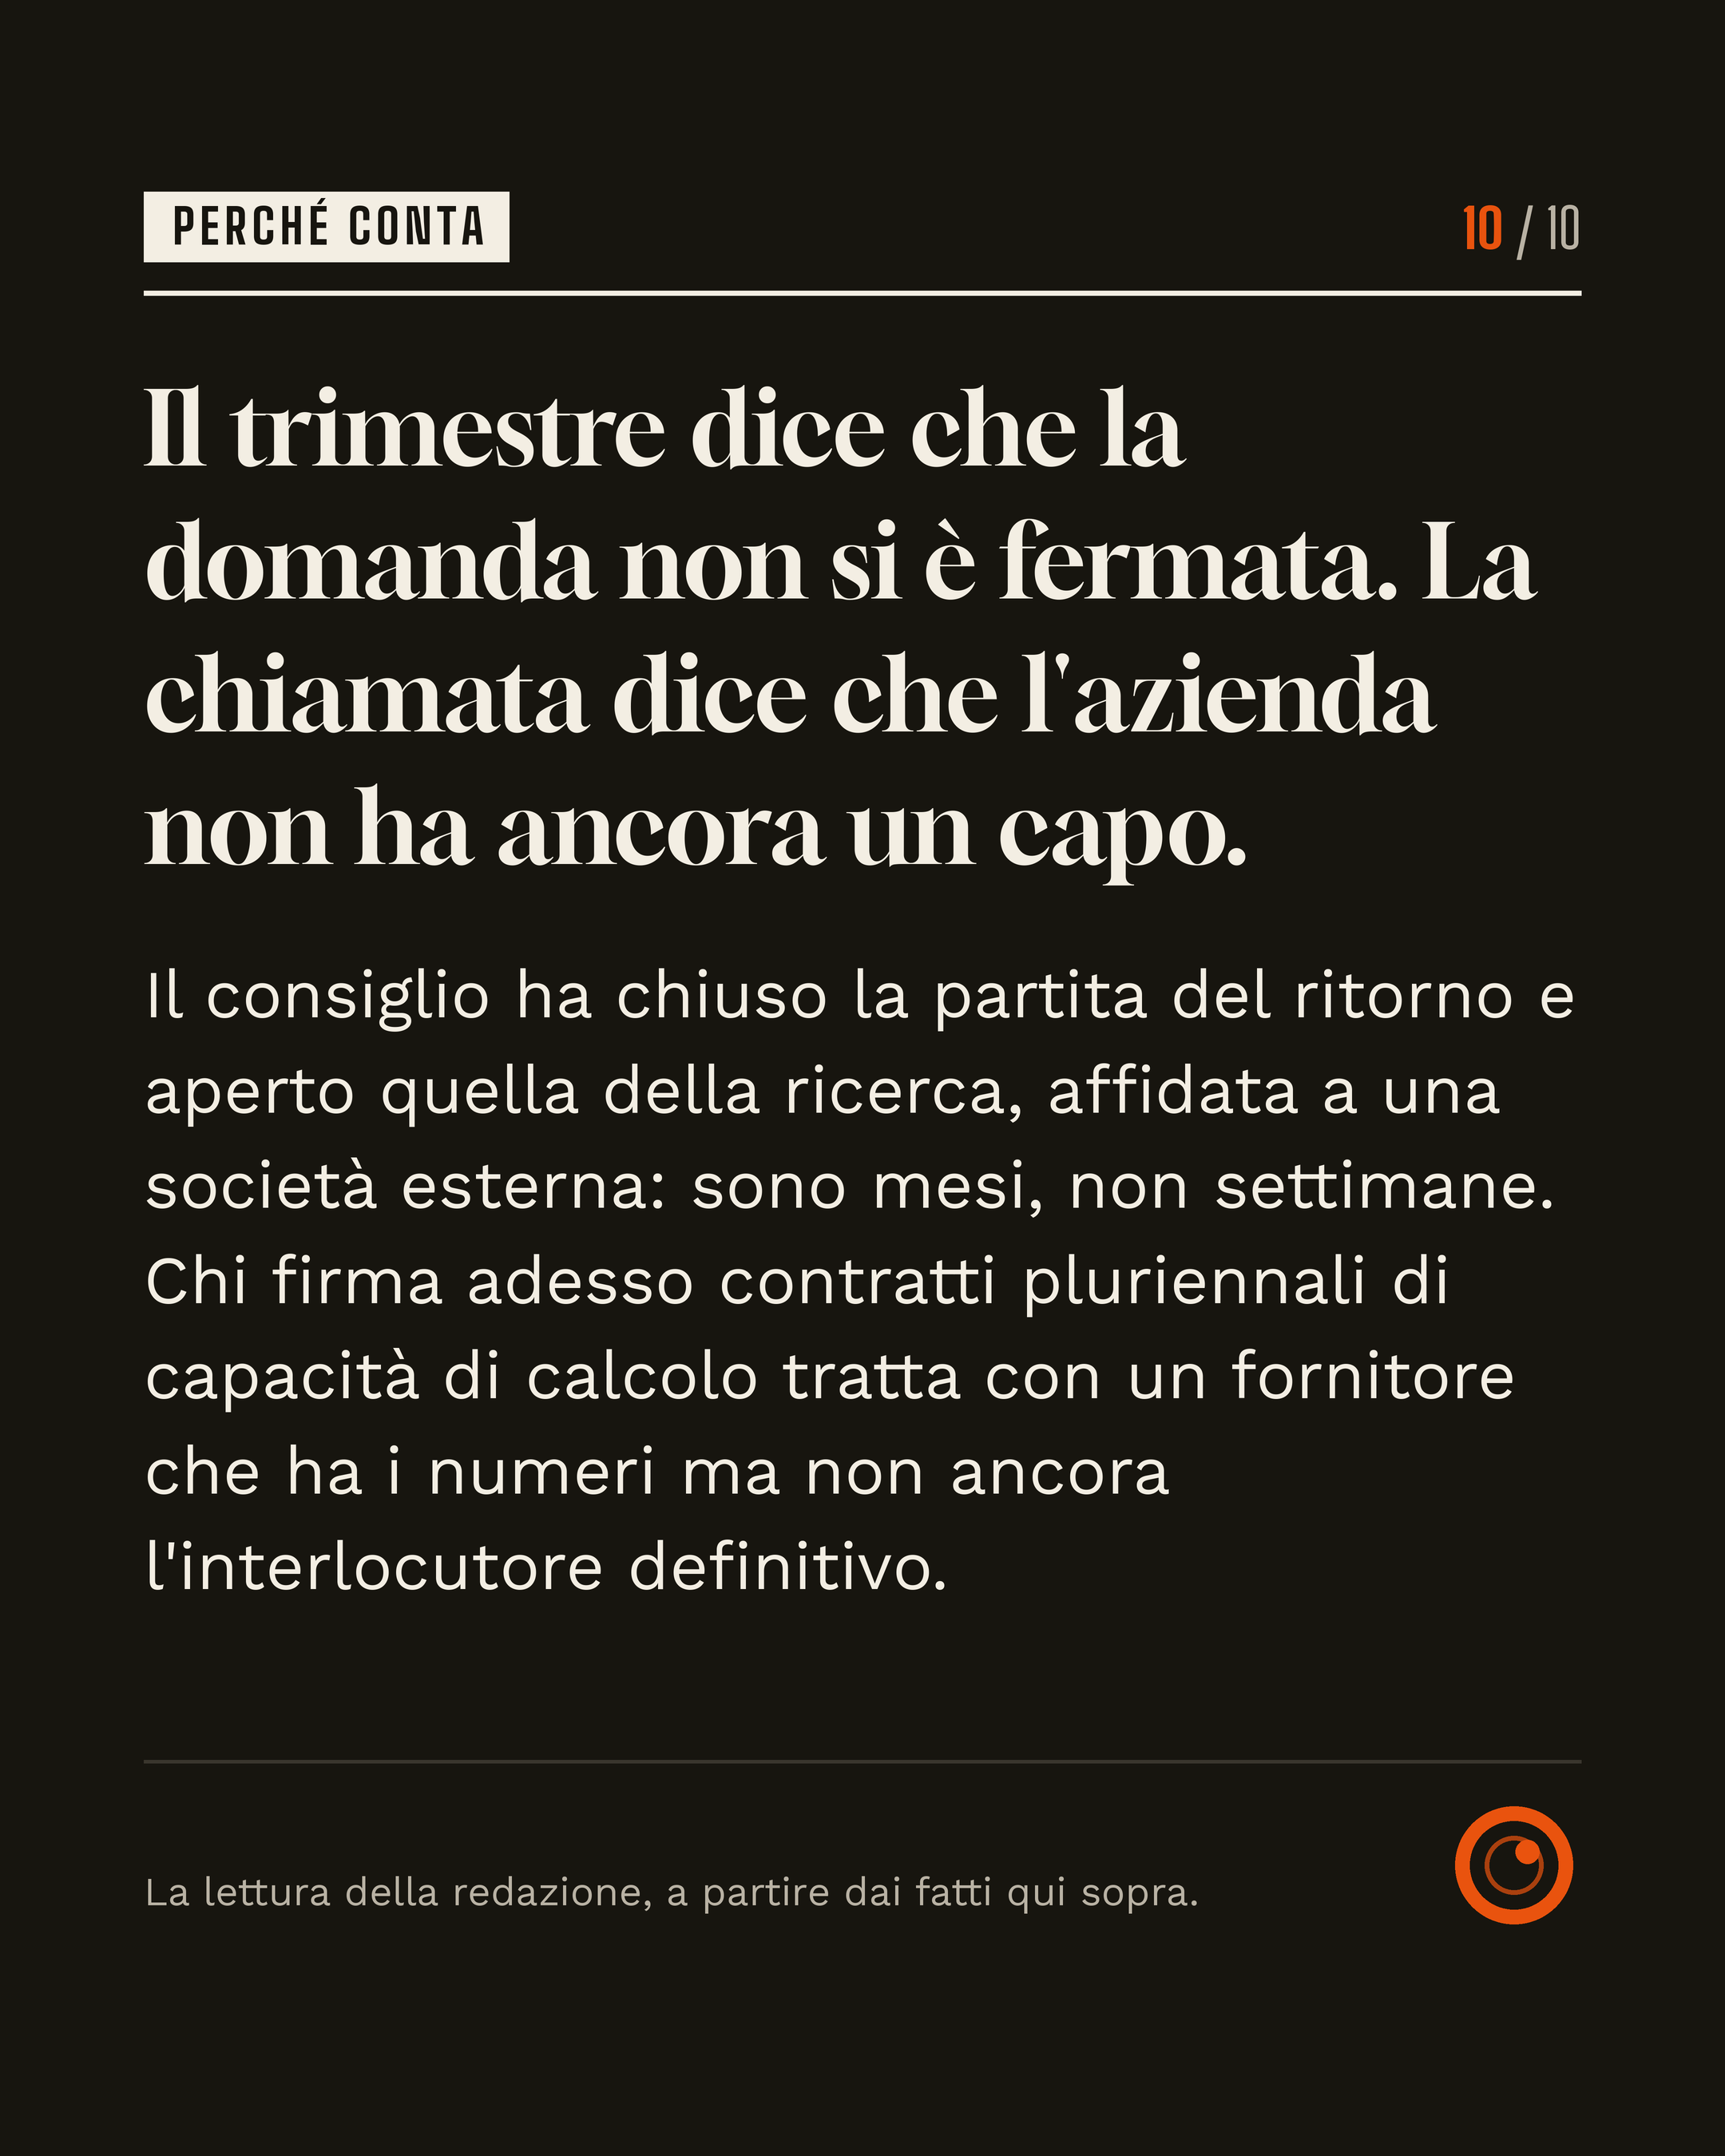 PERCHÉ CONTA
10 / 10
Il trimestre dice che la
domanda non si è fermata. La
chiamata dice che l'azienda
non ha ancora un capo.
Il consiglio ha chiuso la partita del ritorno e
aperto quella della ricerca, affidata a una
società esterna: sono mesi, non settimane.
Chi firma adesso contratti pluriennali di
capacità di calcolo tratta con un fornitore
che ha i numeri ma non ancora
l'interlocutore definitivo.
La lettura della redazione, a partire dai fatti qui sopra.